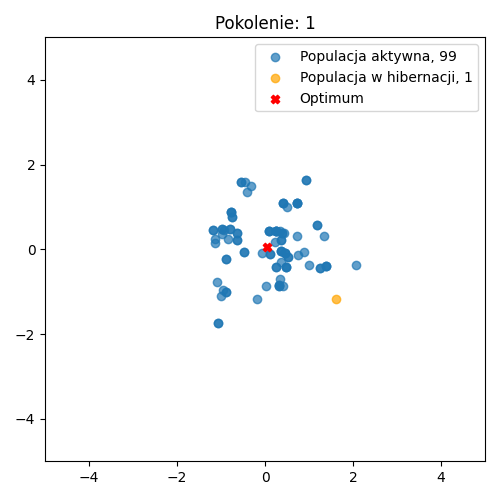 Pokolenie: 1
Populacja aktywna, 99
Populacja w hibernacji, 1
Optimum
4
2
0
−2
−4
−4
−2
0
2
4